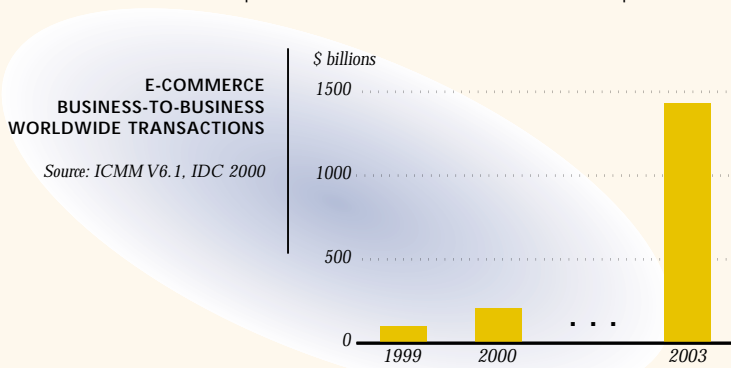 E-COMMERCE
BUSINESS-TO-BUSINESS
WORLDWIDE TRANSACTIONS
Source: ICMM V6.1, IDC 2000
$ billions
1500
1000
500
0
. . .
1999 2000 2003